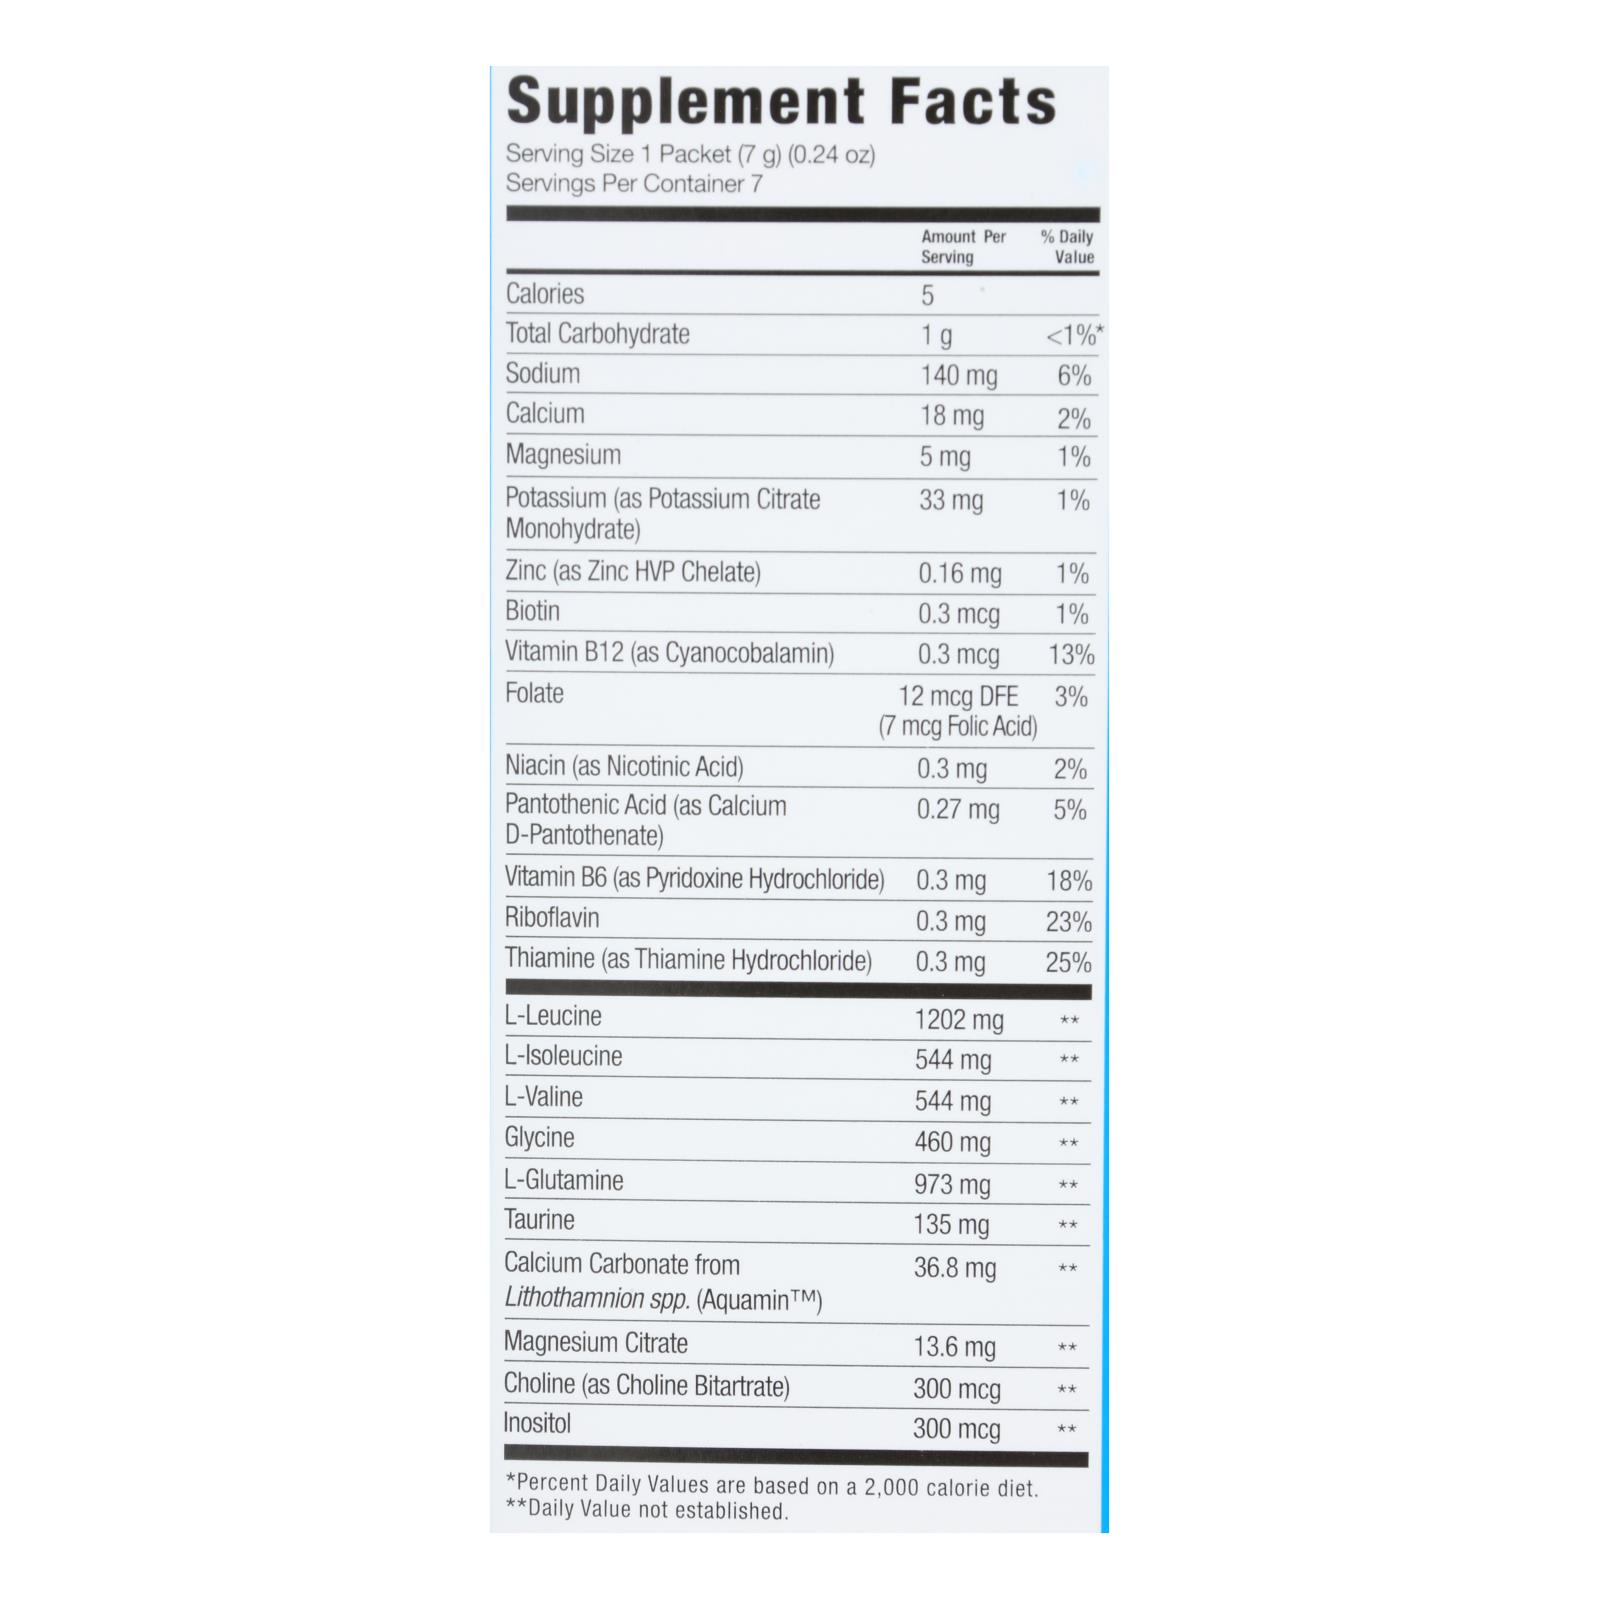 Supplement Facts
Serving Size 1 Packet (7 g) (0.24 oz)
Servings Per Container 7
Amount Per Serving % Daily Value
Calories 5
Total Carbohydrate 1 g <1%*
Sodium 140 mg 6%
Calcium 18 mg 2%
Magnesium 5 mg 1%
Potassium (as Potassium Citrate 33 mg 1%
Monohydrate)
Zinc (as Zinc HVP Chelate) 0.16 mg 1%
Biotin 0.3 mcg 1%
Vitamin B12 (as Cyanocobalamin) 0.3 mcg 13%
Folate 12 mcg DFE 3%
(7 mcg Folic Acid)
Niacin (as Nicotinic Acid) 0.3 mg 2%
Pantothenic Acid (as Calcium 0.27 mg 5%
D-Pantothenate)
Vitamin B6 (as Pyridoxine Hydrochloride) 0.3 mg 18%
Riboflavin 0.3 mg 23%
Thiamine (as Thiamine Hydrochloride) 0.3 mg 25%
L-Leucine 1202 mg **
L-Isoleucine 544 mg **
L-Valine 544 mg **
Glycine 460 mg **
L-Glutamine 973 mg **
Taurine 135 mg **
Calcium Carbonate from 36.8 mg **
Lithothamnion spp. (Aquamin™)
Magnesium Citrate 13.6 mg **
Choline (as Choline Bitartrate) 300 mcg **
Inositol 300 mcg **
*Percent Daily Values are based on a 2,000 calorie diet.
**Daily Value not established.